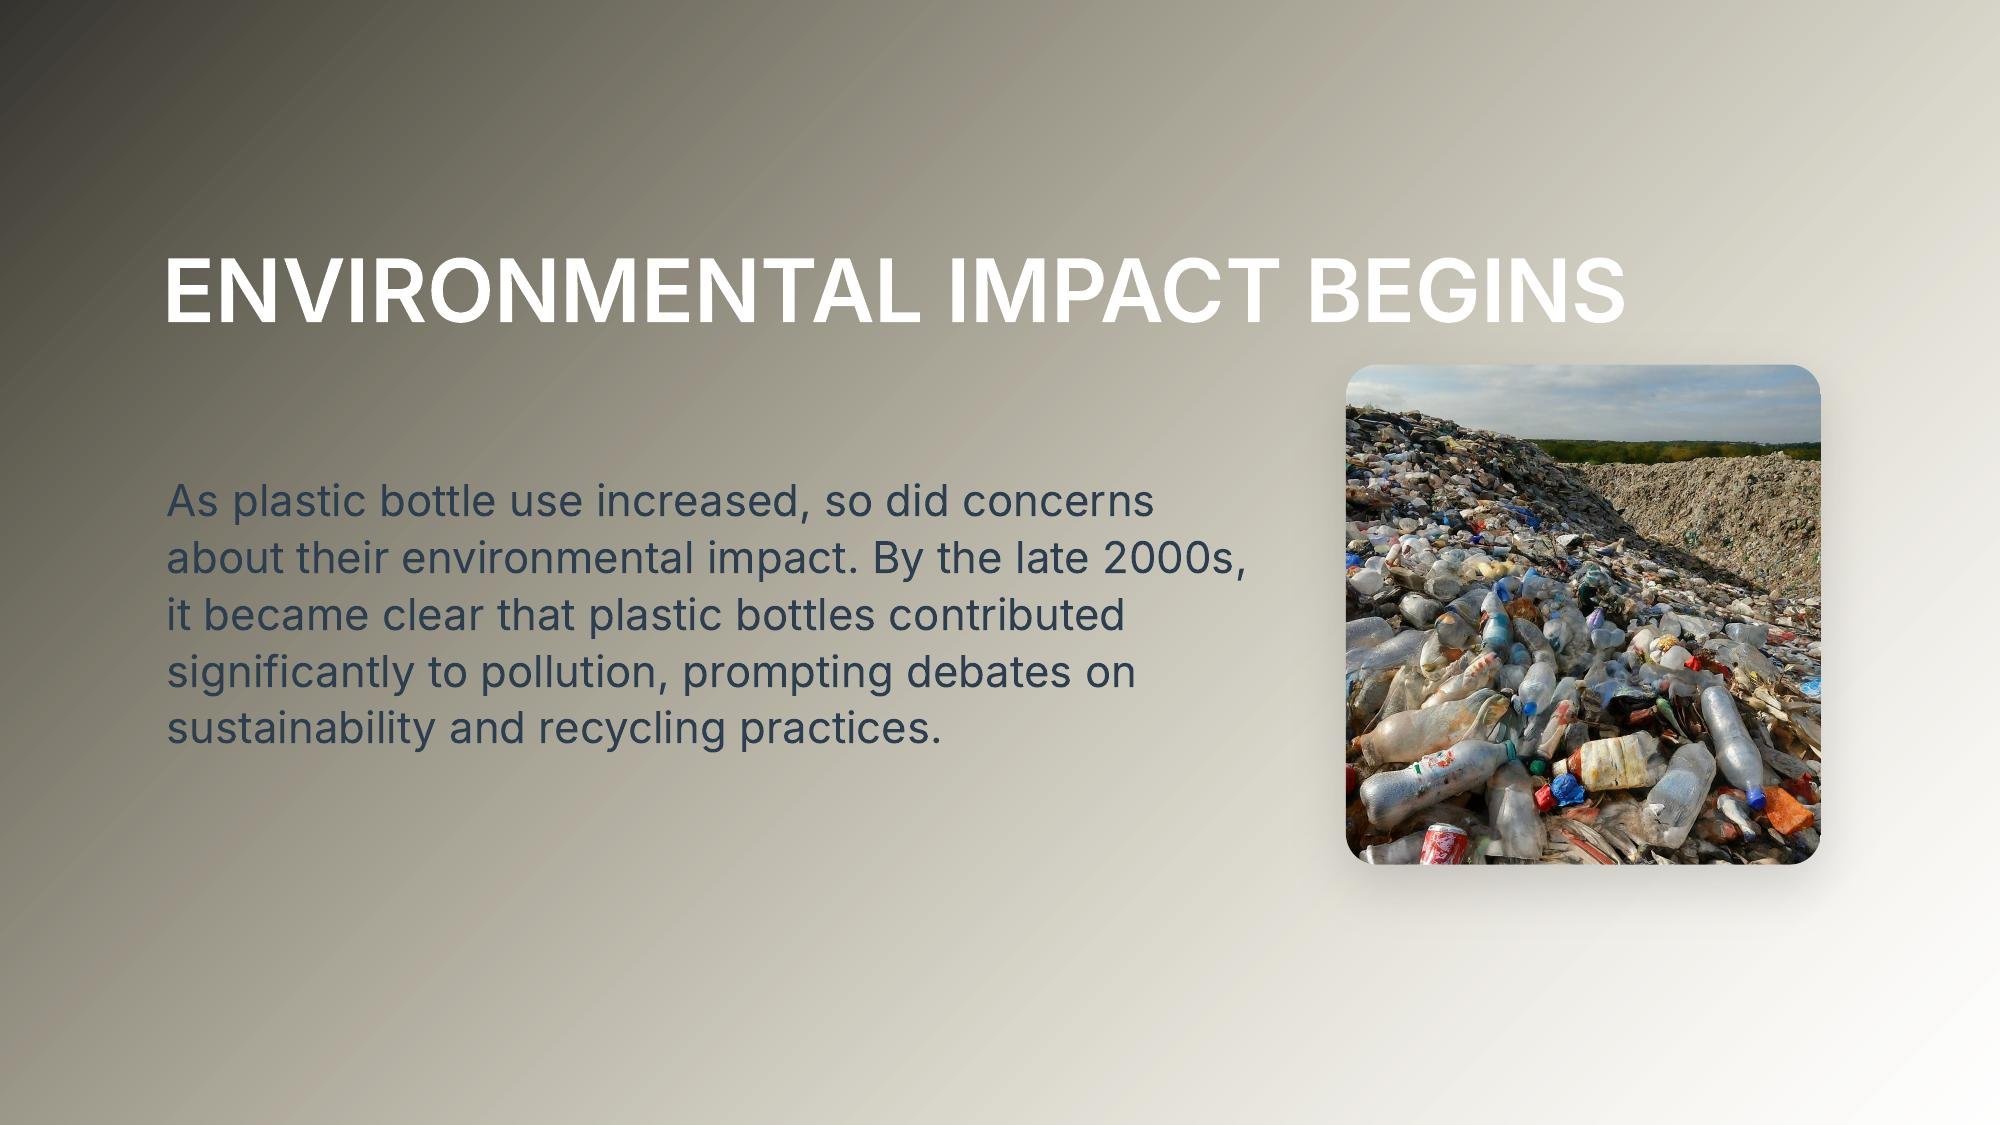 ENVIRONMENTAL IMPACT BEGINS
As plastic bottle use increased, so did concerns
about their environmental impact. By the late 2000s,
it became clear that plastic bottles contributed
significantly to pollution, prompting debates on
sustainability and recycling practices.